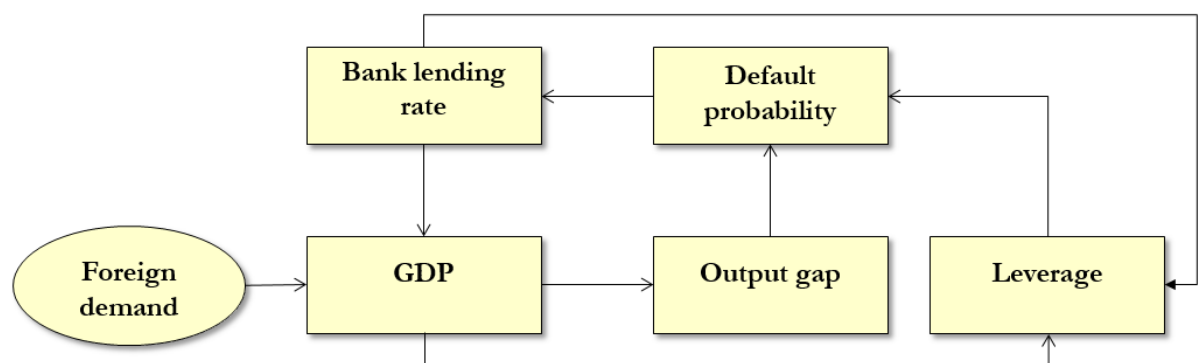 Bank lending
rate
Default
probability
Foreign
demand
GDP
Output gap
Leverage